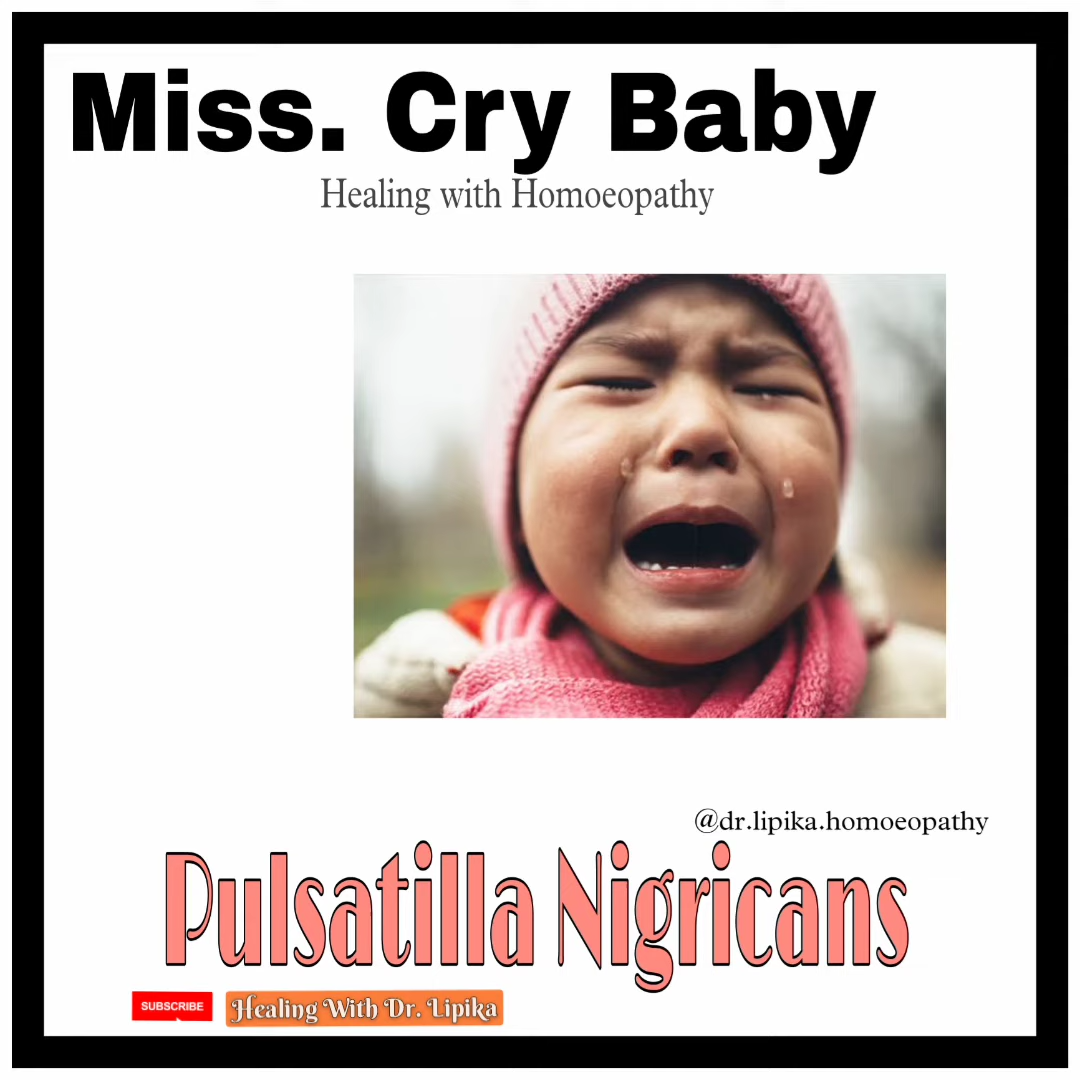 Miss. Cry Baby
Healing with Homoeopathy
@dr.lipika.homoeopathy
Pulsatilla Nigricans
SUBSCRIBE
Healing With Dr. Lipika